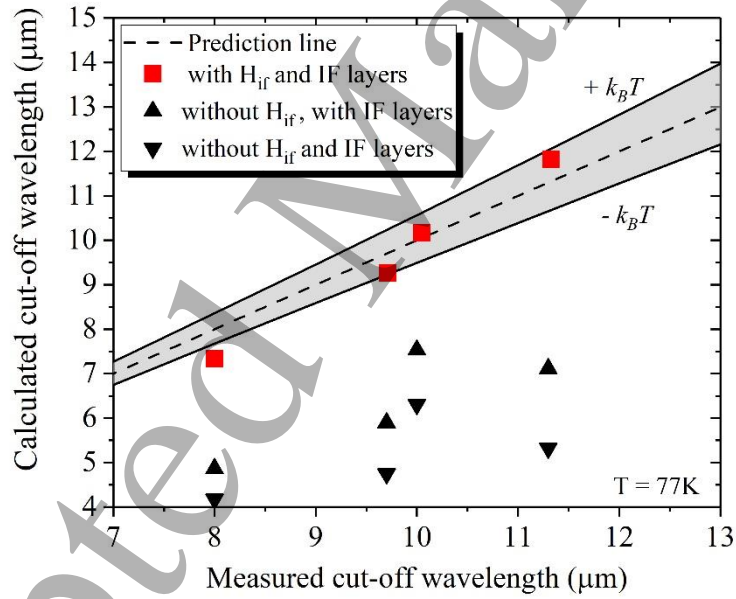 15
14
13
12
11
10
9
8
7
6
5
4
Calculated cut-off wavelength (μm)
Prediction line
with H_if and IF layers
without H_if, with IF layers
without H_if and IF layers
+ k_BT
- k_BT
T = 77K
7 8 9 10 11 12 13
Measured cut-off wavelength (μm)